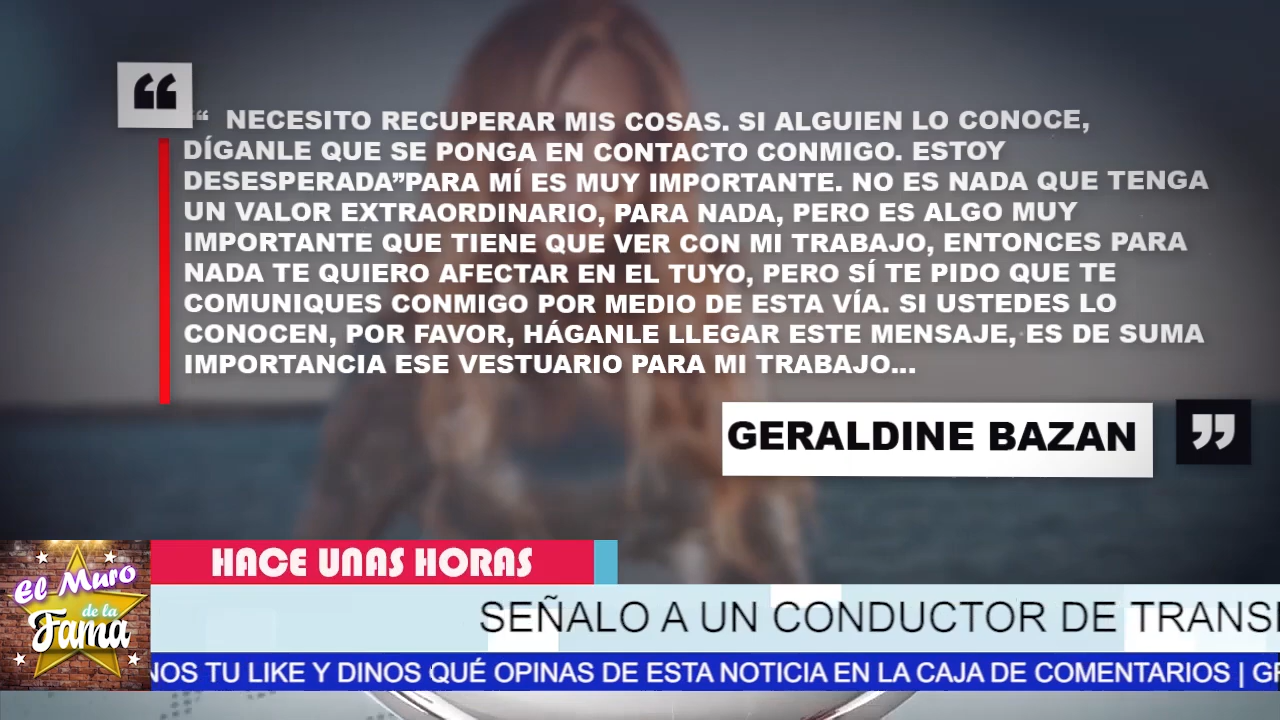 “
“ NECESITO RECUPERAR MIS COSAS. SI ALGUIEN LO CONOCE,
DÍGANLE QUE SE PONGA EN CONTACTO CONMIGO. ESTOY
DESESPERADA”PARA MÍ ES MUY IMPORTANTE. NO ES NADA QUE TENGA
UN VALOR EXTRAORDINARIO, PARA NADA, PERO ES ALGO MUY
IMPORTANTE QUE TIENE QUE VER CON MI TRABAJO, ENTONCES PARA
NADA TE QUIERO AFECTAR EN EL TUYO, PERO SÍ TE PIDO QUE TE
COMUNIQUES CONMIGO POR MEDIO DE ESTA VÍA. SI USTEDES LO
CONOCEN, POR FAVOR, HÁGANLE LLEGAR ESTE MENSAJE, ES DE SUMA
IMPORTANCIA ESE VESTUARIO PARA MI TRABAJO...
GERALDINE BAZAN
”
HACE UNAS HORAS
El Muro
de la
Fama
SEÑALO A UN CONDUCTOR DE TRANS
NOS TU LIKE Y DINOS QUÉ OPINAS DE ESTA NOTICIA EN LA CAJA DE COMENTARIOS | GR